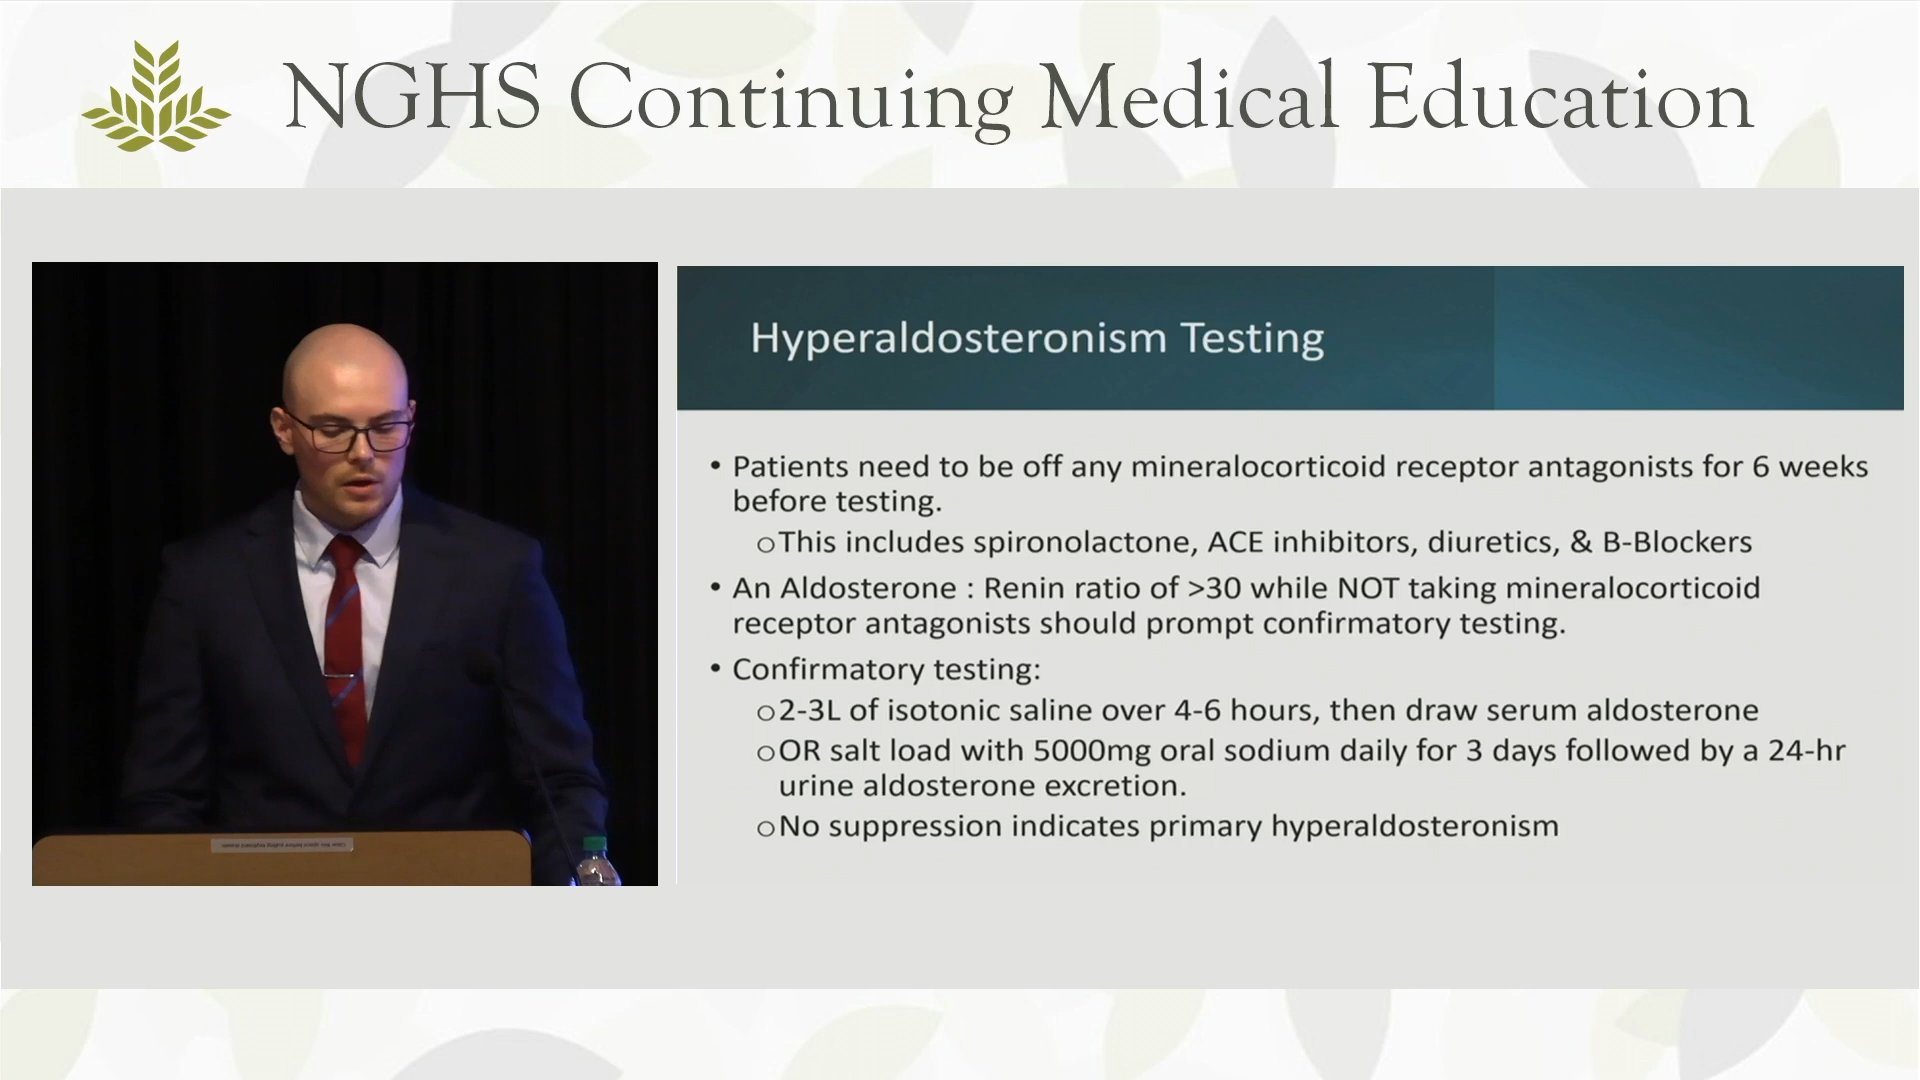 NGHS Continuing Medical Education
Hyperaldosteronism Testing
• Patients need to be off any mineralocorticoid receptor antagonists for 6 weeks
before testing.
oThis includes spironolactone, ACE inhibitors, diuretics, & B-Blockers
• An Aldosterone : Renin ratio of >30 while NOT taking mineralocorticoid
receptor antagonists should prompt confirmatory testing.
• Confirmatory testing:
o2-3L of isotonic saline over 4-6 hours, then draw serum aldosterone
oOR salt load with 5000mg oral sodium daily for 3 days followed by a 24-hr
urine aldosterone excretion.
oNo suppression indicates primary hyperaldosteronism